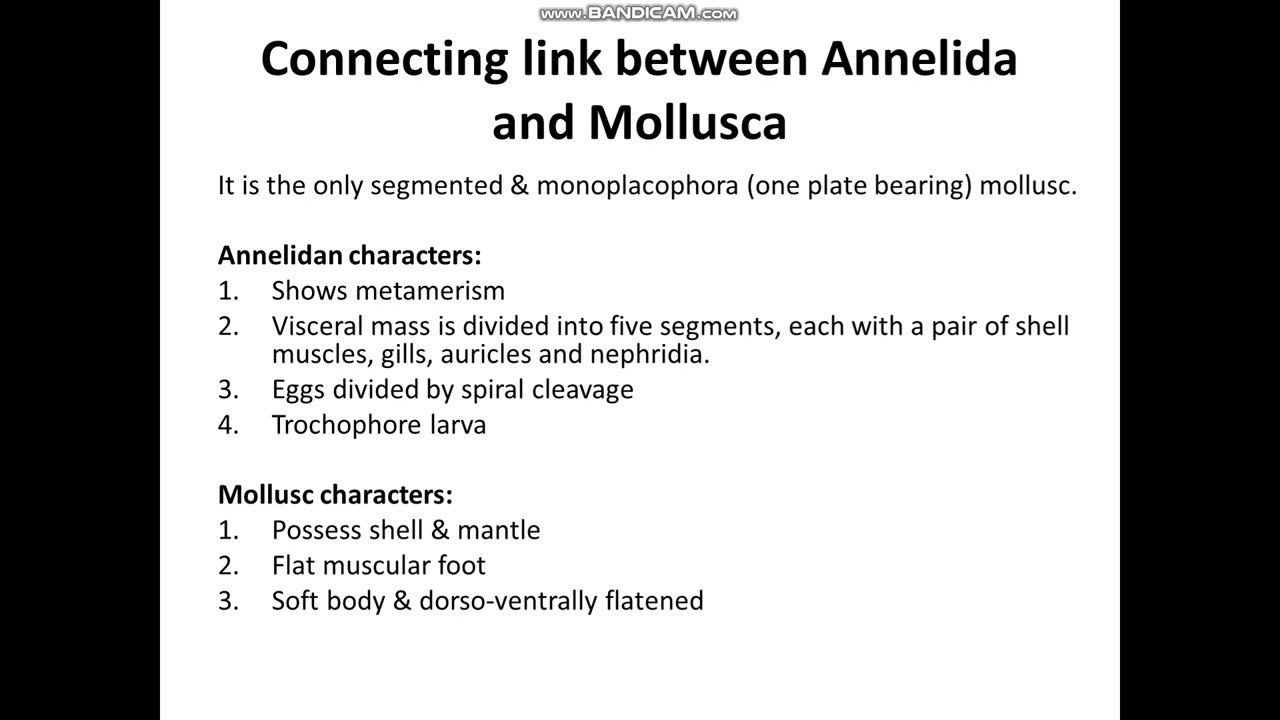 www.BANDICAM.com
Connecting link between Annelida
and Mollusca
It is the only segmented & monoplacophora (one plate bearing) mollusc.
Annelidan characters:
1. Shows metamerism
2. Visceral mass is divided into five segments, each with a pair of shell
muscles, gills, auricles and nephridia.
3. Eggs divided by spiral cleavage
4. Trochophore larva
Mollusc characters:
1. Possess shell & mantle
2. Flat muscular foot
3. Soft body & dorso-ventrally flatened